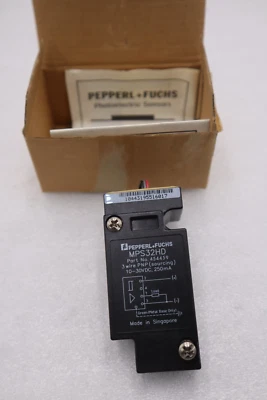 PEPPERL+FUCHS
Photoelectric Sensors
PEPPERL+FUCHS
MPS32HD
Part No. 434419
3 wire PNP(sourcing)
10-30VDC, 250mA
LOAD
Made in Singapore